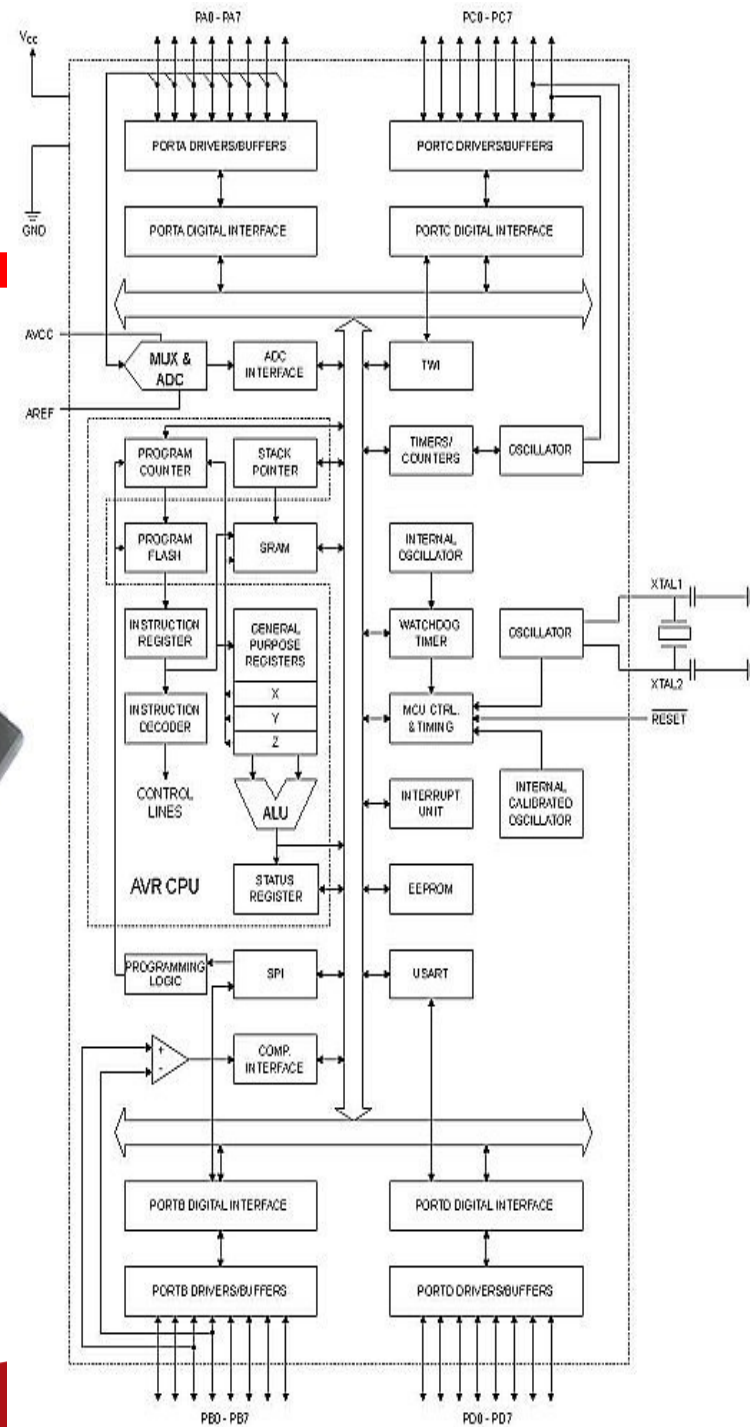 PA0 - PA7
PC0 - PC7
VCC
PORTA DRIVERS/BUFFERS
PORTC DRIVERS/BUFFERS
GND
PORTA DIGITAL INTERFACE
PORTC DIGITAL INTERFACE
AVCC
MUX &
ADC
ADC
INTERFACE
TWI
AREF
PROGRAM
COUNTER
STACK
POINTER
TIMERS/
COUNTERS
OSCILLATOR
PROGRAM
FLASH
SRAM
INTERNAL
OSCILLATOR
XTAL1
INSTRUCTION
REGISTER
GENERAL
PURPOSE
REGISTERS
WATCHDOG
TIMER
OSCILLATOR
XTAL2
X
INSTRUCTION
DECODER
Y
MCU CTRL.
& TIMING
RESET
Z
CONTROL
LINES
ALU
INTERRUPT
UNIT
INTERNAL
CALIBRATED
OSCILLATOR
AVR CPU
STATUS
REGISTER
EEPROM
PROGRAMMING
LOGIC
SPI
USART
+
-
COMP.
INTERFACE
PORTB DIGITAL INTERFACE
PORTD DIGITAL INTERFACE
PORTB DRIVERS/BUFFERS
PORTD DRIVERS/BUFFERS
PB0 - PB7
PD0 - PD7